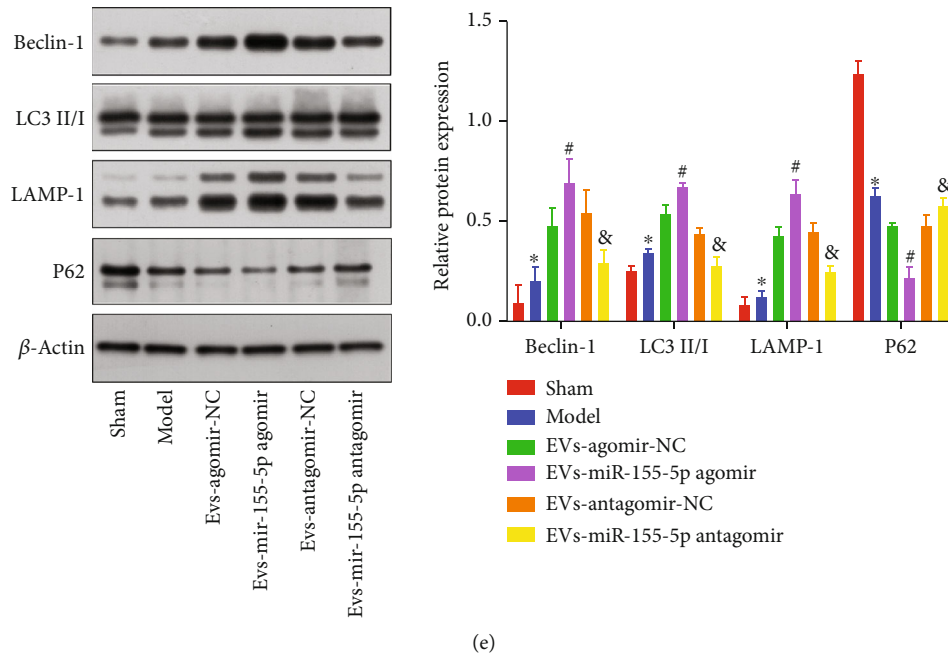 Beclin-1
LC3 II/I
LAMP-1
P62
β-Actin
Sham
Model
Evs-agomir-NC
Evs-mir-155-5p agomir
Evs-antagomir-NC
Evs-mir-155-5p antagomir
Relative protein expression
1.5
1.0
0.5
0.0
* # &
* # &
* # &
* # &
Beclin-1 LC3 II/I LAMP-1 P62
Sham
Model
EVs-agomir-NC
EVs-miR-155-5p agomir
EVs-antagomir-NC
EVs-miR-155-5p antagomir
(e)